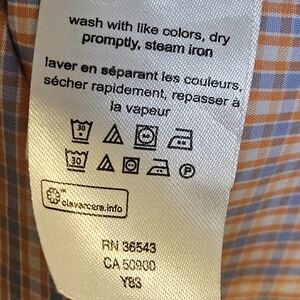 wash with like colors, dry
promptly, steam iron
laver en séparant les couleurs,
sécher rapidement, repasser à
la vapeur
30
30 P
clevercare.info
RN 36543
CA 50900
Y8S